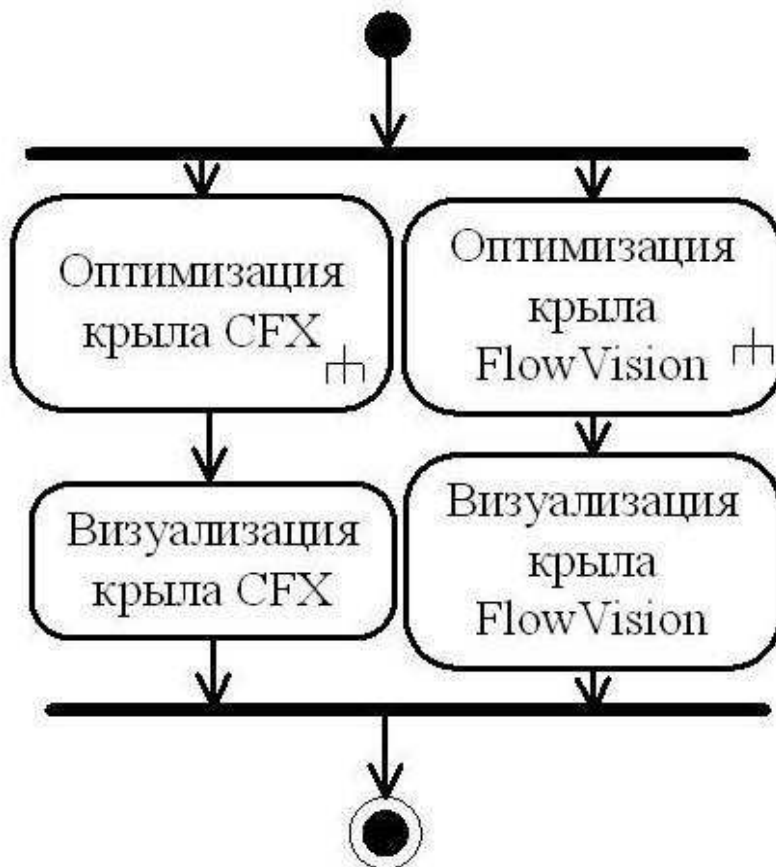 Оптимизация
крыла CFX
Оптимизация
крыла
FlowVision
Визуализация
крыла CFX
Визуализация
крыла
FlowVision